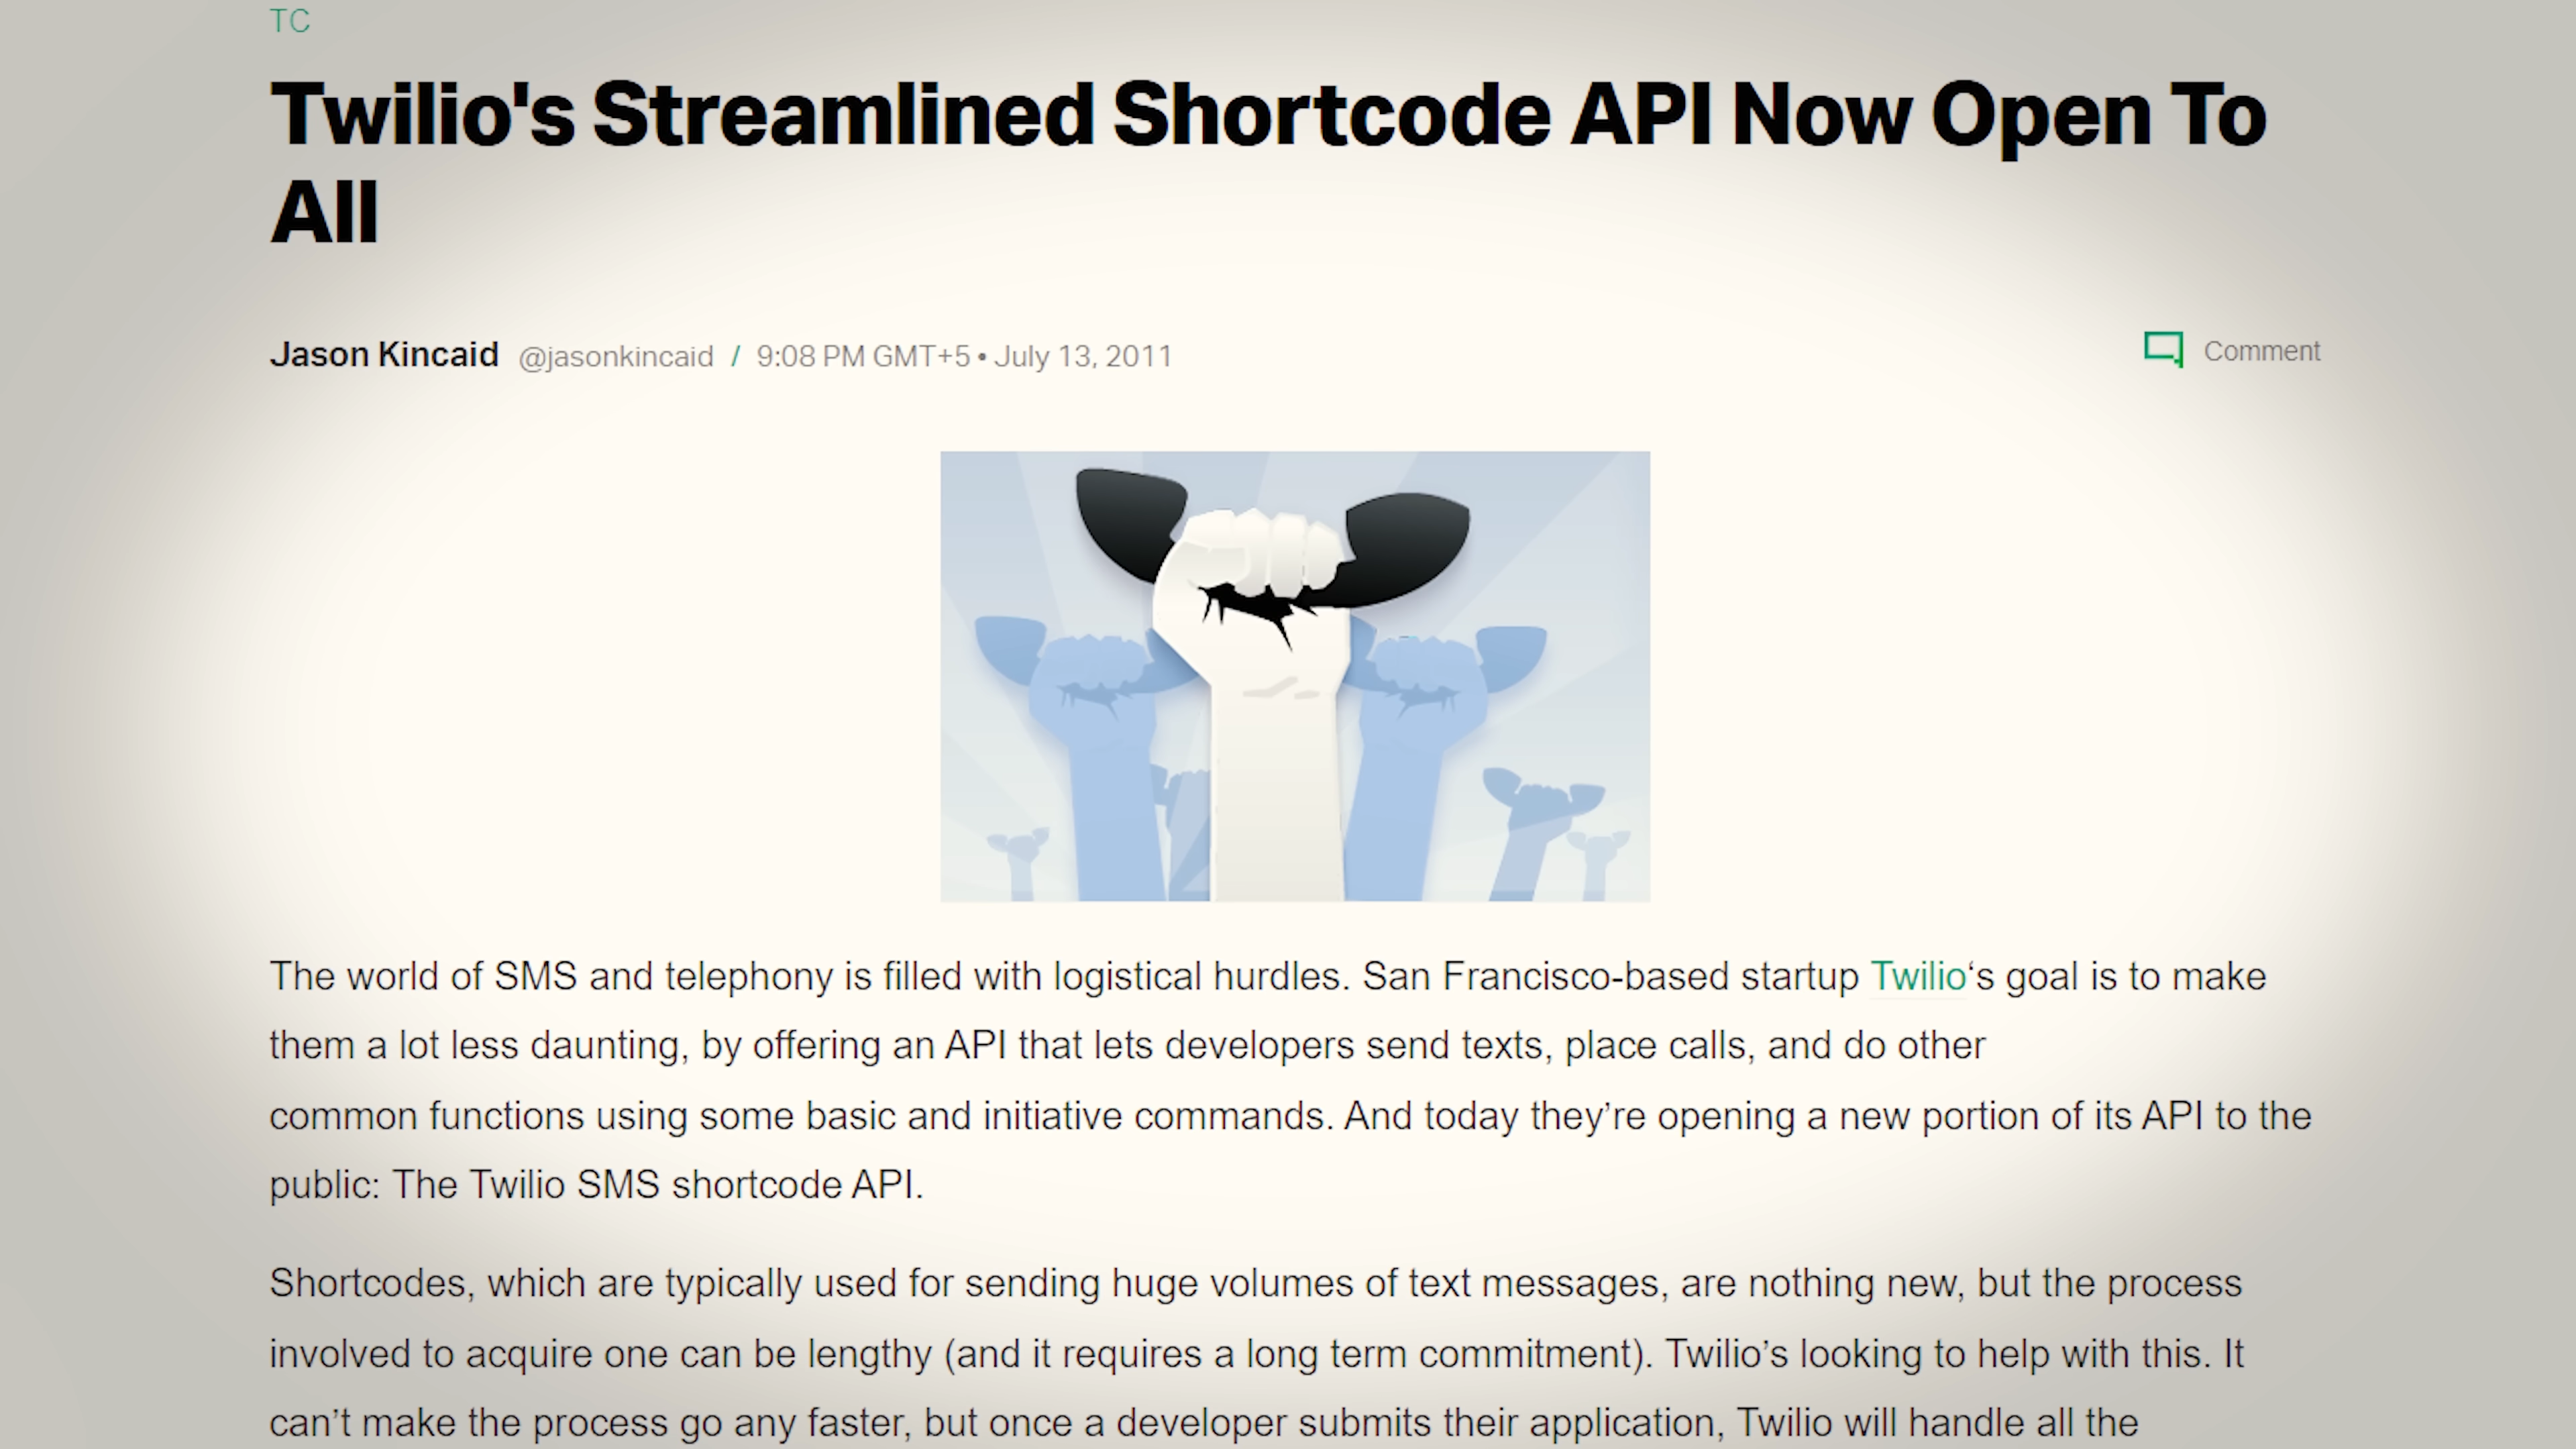 TC
Twilio's Streamlined Shortcode API Now Open To
All
Jason Kincaid @jasonkincaid / 9:08 PM GMT+5 • July 13, 2011
Comment
The world of SMS and telephony is filled with logistical hurdles. San Francisco-based startup Twilio‘s goal is to make
them a lot less daunting, by offering an API that lets developers send texts, place calls, and do other
common functions using some basic and initiative commands. And today they’re opening a new portion of its API to the
public: The Twilio SMS shortcode API.
Shortcodes, which are typically used for sending huge volumes of text messages, are nothing new, but the process
involved to acquire one can be lengthy (and it requires a long term commitment). Twilio’s looking to help with this. It
can’t make the process go any faster, but once a developer submits their application, Twilio will handle all the